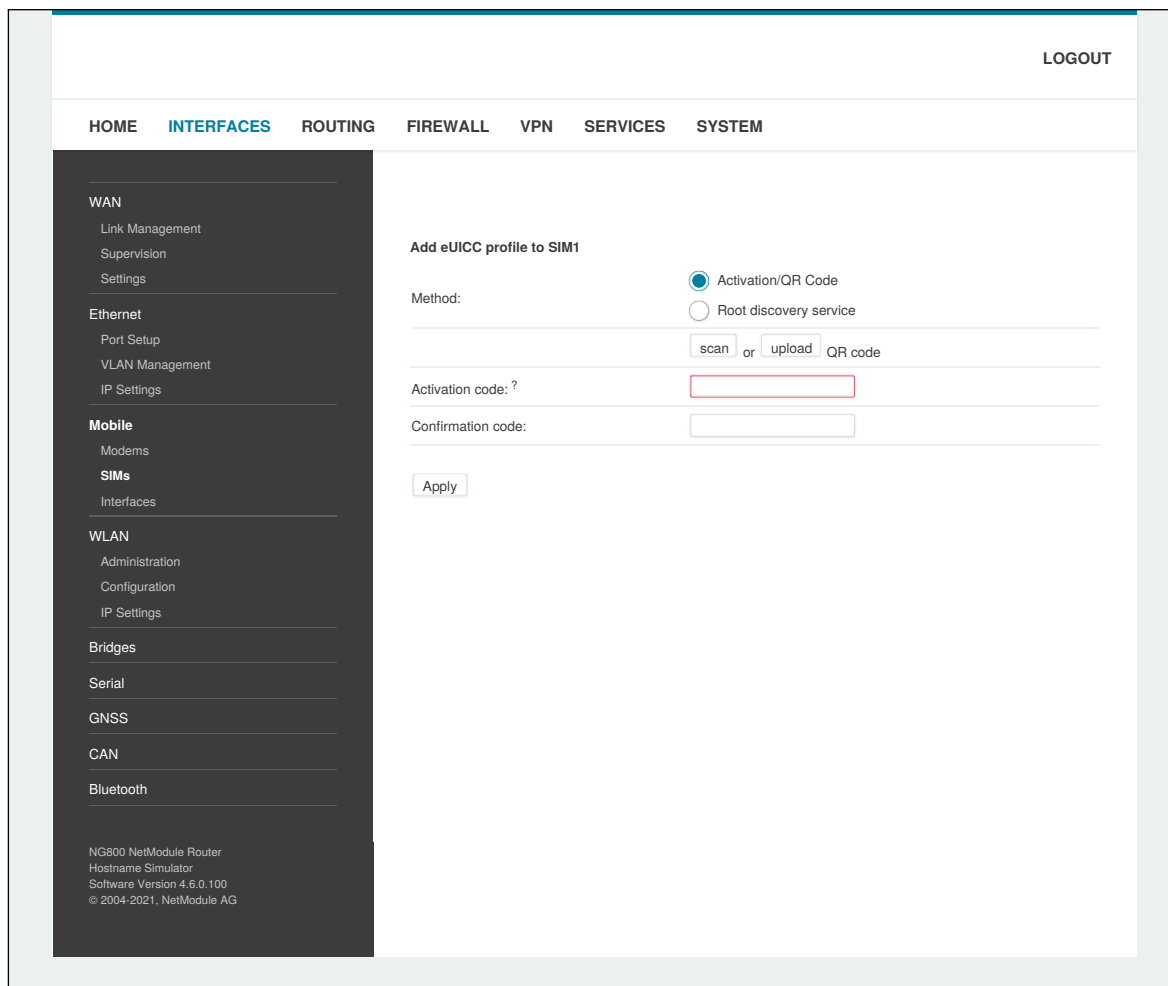 LOGOUT
HOME INTERFACES ROUTING FIREWALL VPN SERVICES SYSTEM
WAN
Link Management
Supervision
Settings
Ethernet
Port Setup
VLAN Management
IP Settings
Mobile
Modems
SIMs
Interfaces
WLAN
Administration
Configuration
IP Settings
Bridges
Serial
GNSS
CAN
Bluetooth
NG800 NetModule Router
Hostname Simulator
Software Version 4.6.0.100
© 2004-2021, NetModule AG
Add eUICC profile to SIM1
Method:
Activation/QR Code
Root discovery service
scan or upload QR code
Activation code: ?
Confirmation code:
Apply